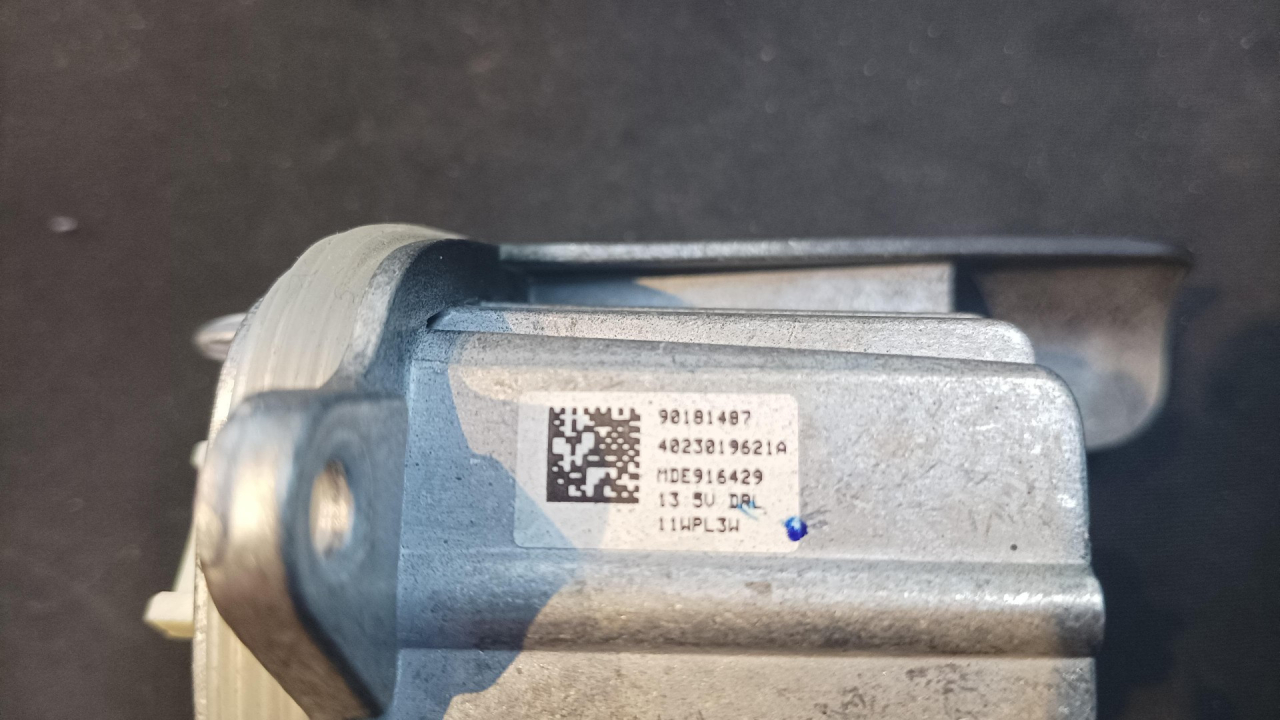 90181487
4023019621A
MDE916429
13 5V DRL
11WPL3W